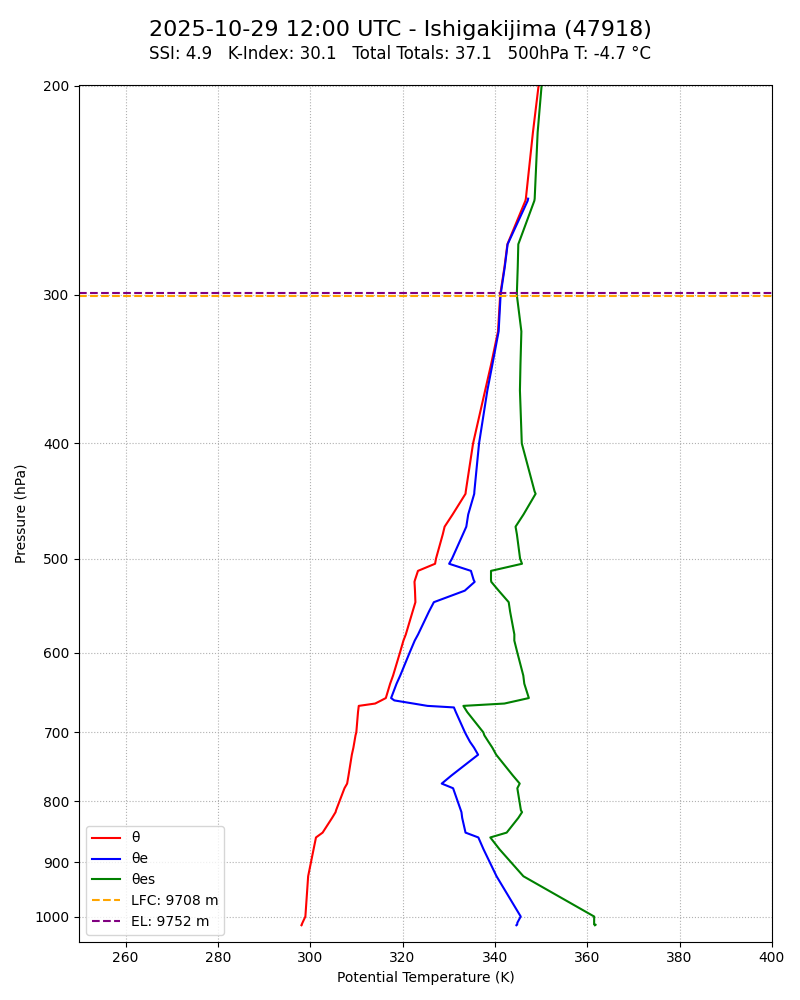 2025-10-29 12:00 UTC - Ishigakijima (47918)
SSI: 4.9   K-Index: 30.1   Total Totals: 37.1   500hPa T: -4.7 °C
200
300
400
500
600
700
800
900
1000
Pressure (hPa)
θ
θe
θes
LFC: 9708 m
EL: 9752 m
260 280 300 320 340 360 380 400
Potential Temperature (K)